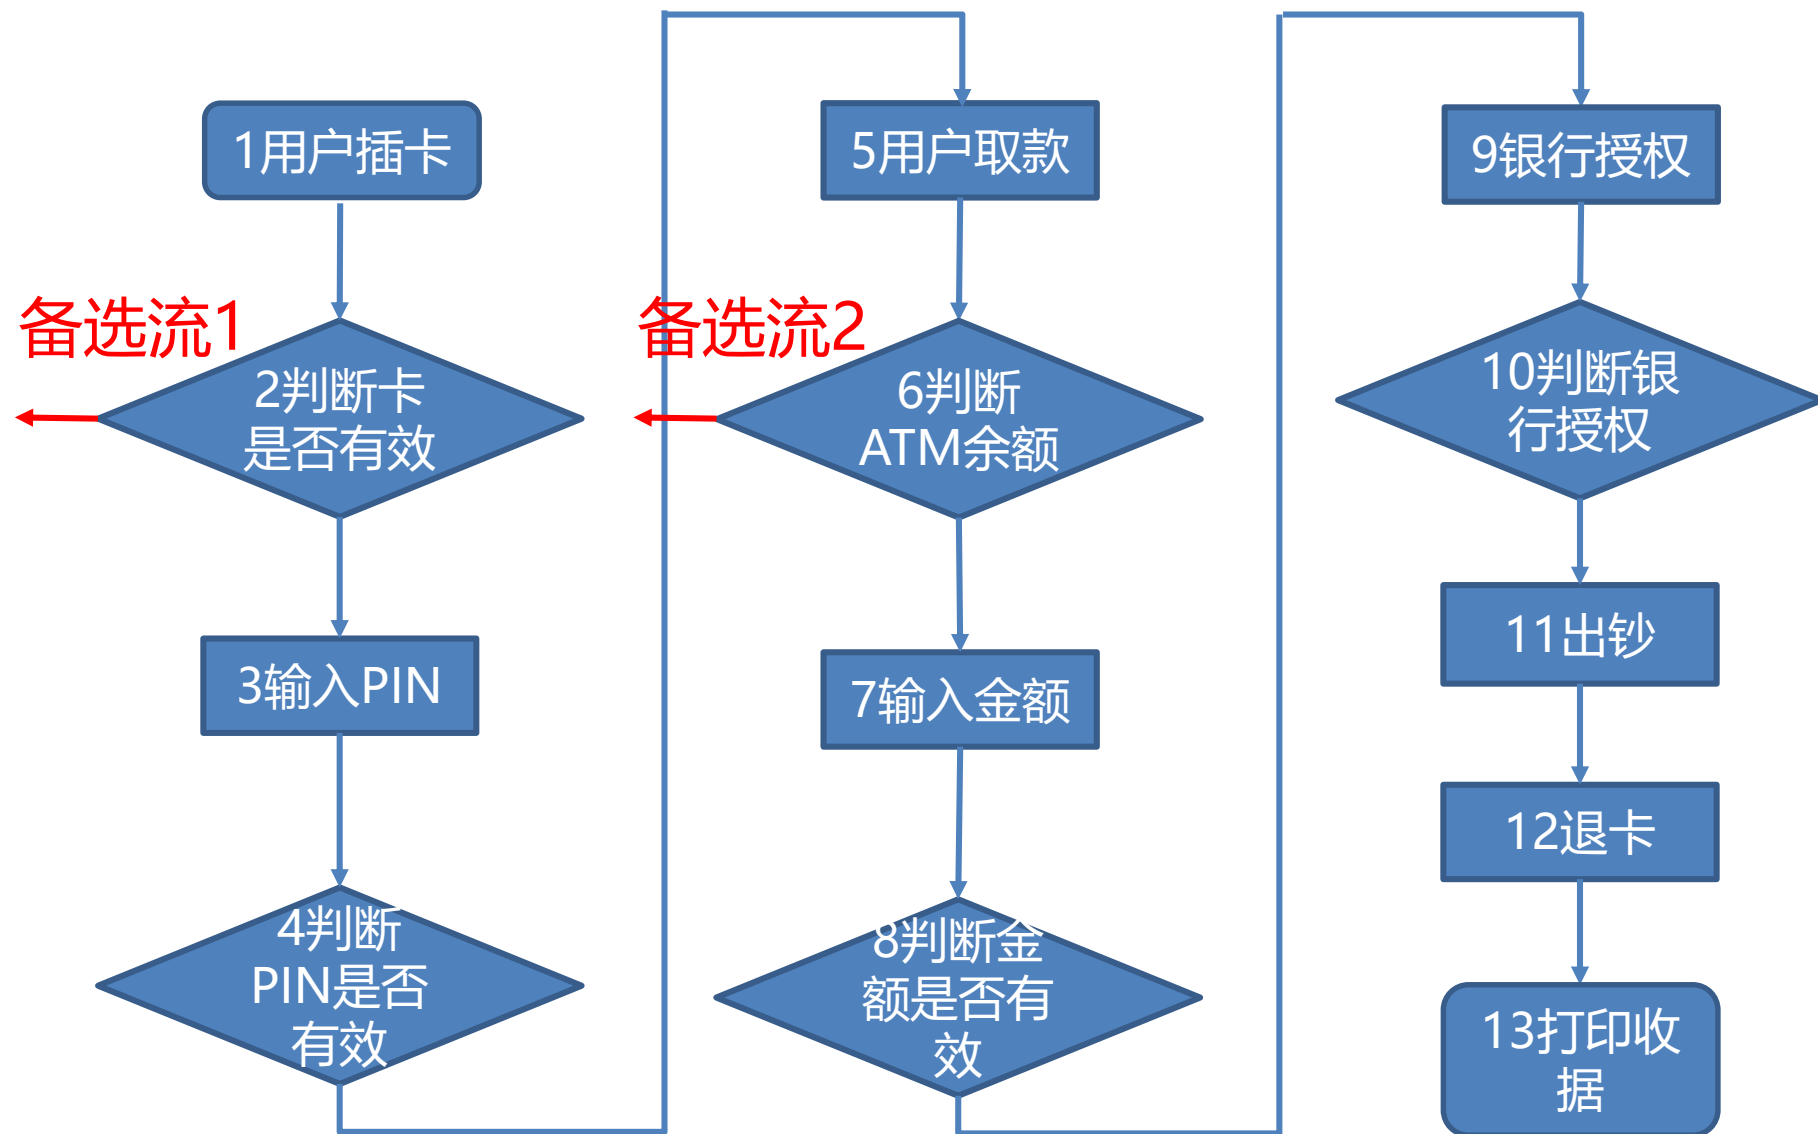 1用户插卡
备选流1
2判断卡
是否有效
3输入PIN
4判断
PIN是否
有效
5用户取款
备选流2
6判断
ATM余额
7输入金额
8判断金
额是否有
效
9银行授权
10判断银
行授权
11出钞
12退卡
13打印收
据